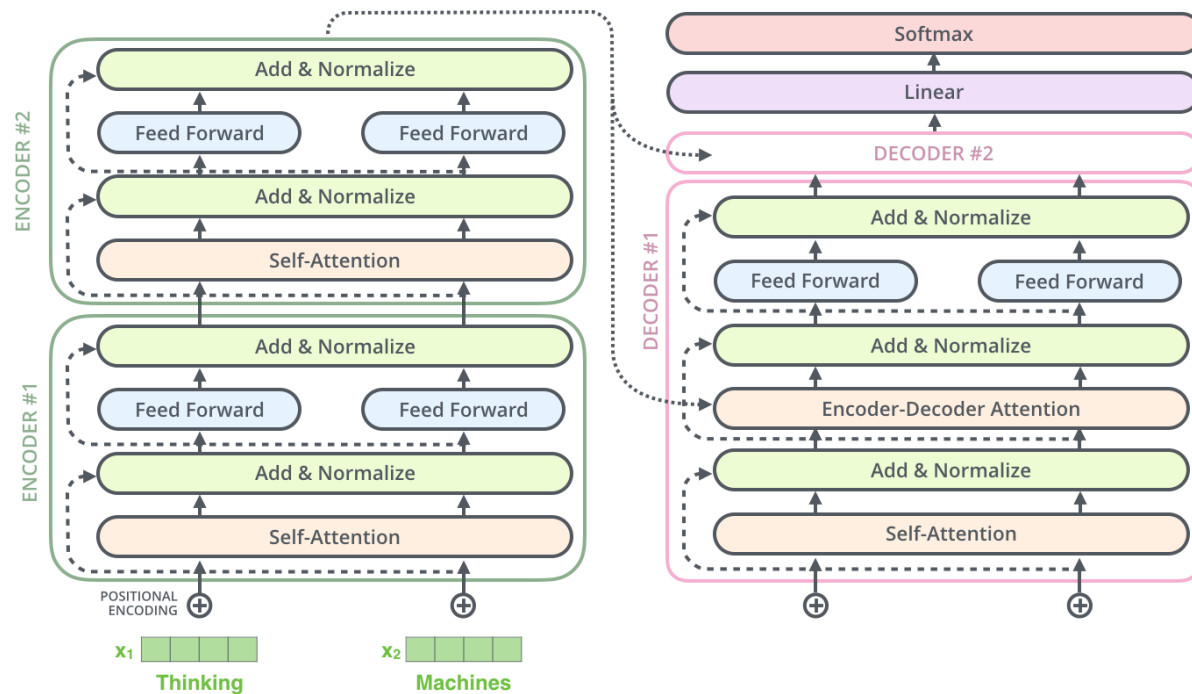 ENCODER #2
Add & Normalize
Feed Forward
Feed Forward
Add & Normalize
Self-Attention
ENCODER #1
Add & Normalize
Feed Forward
Feed Forward
Add & Normalize
Self-Attention
POSITIONAL
ENCODING
x1
x2
Thinking
Machines
Softmax
Linear
DECODER #2
DECODER #1
Add & Normalize
Feed Forward
Feed Forward
Add & Normalize
Encoder-Decoder Attention
Add & Normalize
Self-Attention